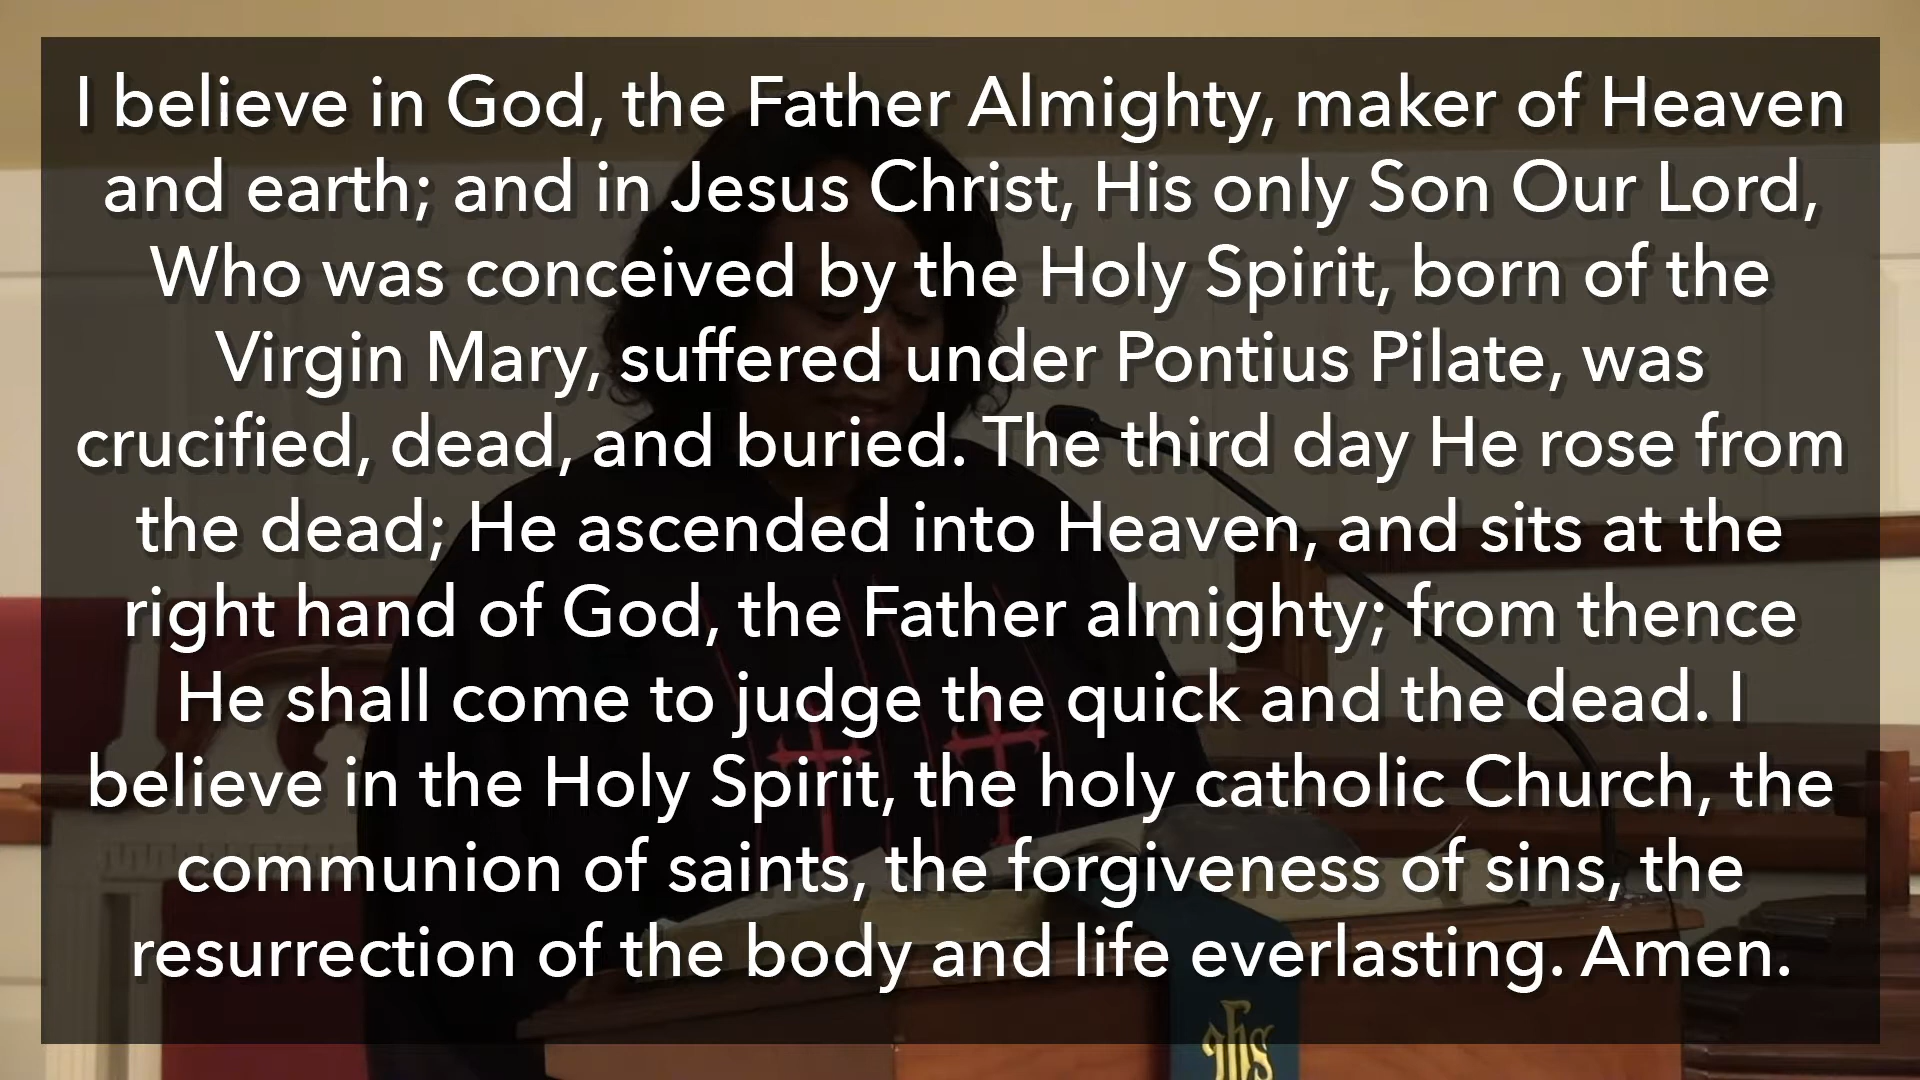 I believe in God, the Father Almighty, maker of Heaven
and earth; and in Jesus Christ, His only Son Our Lord,
Who was conceived by the Holy Spirit, born of the
Virgin Mary, suffered under Pontius Pilate, was
crucified, dead, and buried. The third day He rose from
the dead; He ascended into Heaven, and sits at the
right hand of God, the Father almighty; from thence
He shall come to judge the quick and the dead. I
believe in the Holy Spirit, the holy catholic Church, the
communion of saints, the forgiveness of sins, the
resurrection of the body and life everlasting. Amen.
IHS